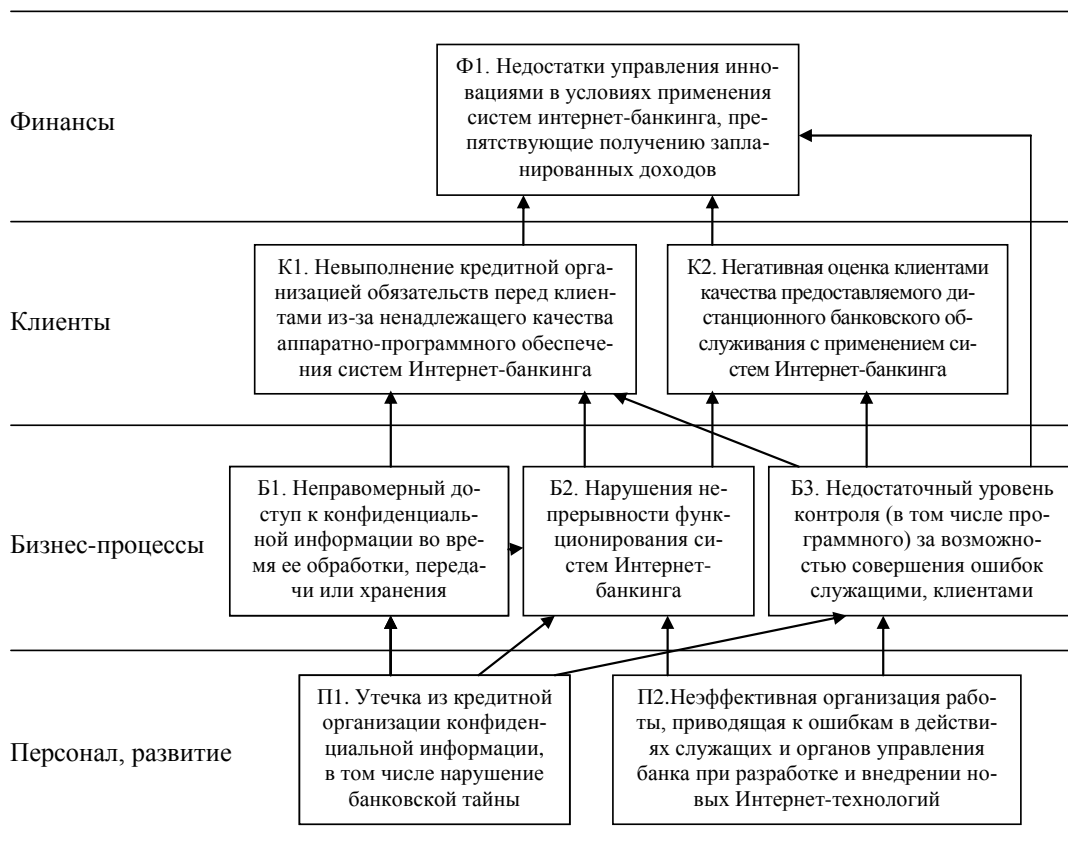 Финансы
Ф1. Недостатки управления инно-
вациями в условиях применения
систем интернет-банкинга, пре-
пятствующие получению запла-
нированных доходов
Клиенты
К1. Невыполнение кредитной орга-
низацией обязательств перед клиен-
тами из-за ненадлежащего качества
аппаратно-программного обеспече-
ния систем Интернет-банкинга
К2. Негативная оценка клиентами
качества предоставляемого ди-
станционного банковского об-
служивания с применением си-
стем Интернет-банкинга
Бизнес-процессы
Б1. Неправомерный до-
ступ к конфиденциаль-
ной информации во вре-
мя ее обработки, переда-
чи или хранения
Б2. Нарушения не-
прерывности функ-
ционирования си-
стем Интернет-
банкинга
Б3. Недостаточный уровень
контроля (в том числе про-
граммного) за возможно-
стью совершения ошибок
служащими, клиентами
Персонал, развитие
П1. Утечка из кредитной
организации конфиден-
циальной информации,
в том числе нарушение
банковской тайны
П2.Неэффективная организация рабо-
ты, приводящая к ошибкам в действи-
ях служащих и органов управления
банка при разработке и внедрении но-
вых Интернет-технологий